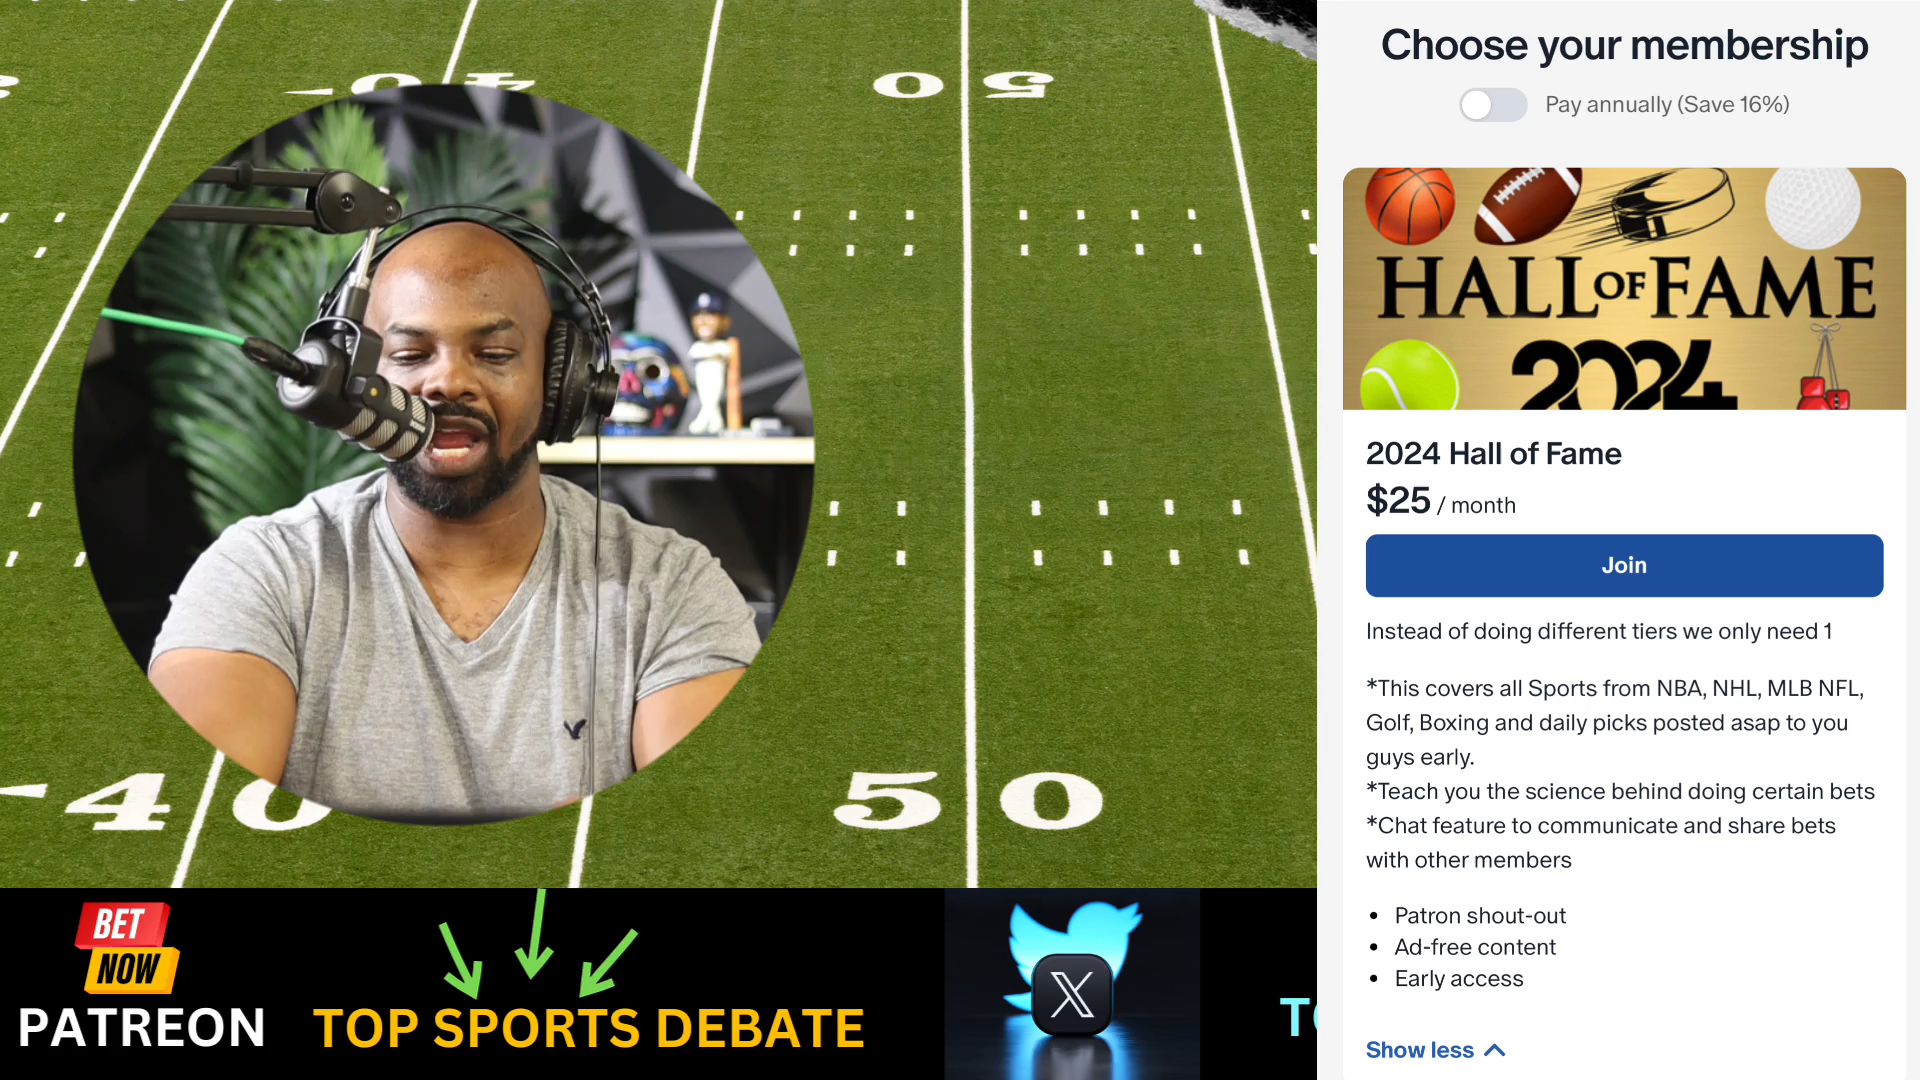 40
50
40
50
BET
NOW
PATREON
TOP SPORTS DEBATE
X
Choose your membership
Pay annually (Save 16%)
HALL OF FAME
2024
2024 Hall of Fame
$25 / month
Join
Instead of doing different tiers we only need 1
*This covers all Sports from NBA, NHL, MLB NFL,
Golf, Boxing and daily picks posted asap to you
guys early.
*Teach you the science behind doing certain bets
*Chat feature to communicate and share bets
with other members
• Patron shout-out
• Ad-free content
• Early access
Show less